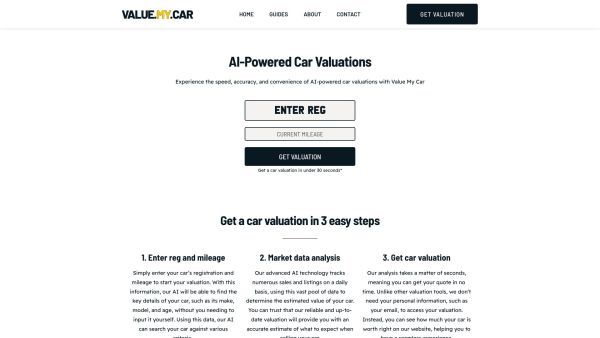 VALUE.MY.CAR
HOME GUIDES ABOUT CONTACT
GET VALUATION
AI-Powered Car Valuations
Experience the speed, accuracy, and convenience of AI-powered car valuations with Value My Car
ENTER REG
CURRENT MILEAGE
GET VALUATION
Get a car valuation in under 30 seconds*
Get a car valuation in 3 easy steps
1. Enter reg and mileage
Simply enter your car's registration and
mileage to start your valuation. With this
information, our AI will be able to find the
key details of your car, such as its make,
model, and age, without you needing to
input it yourself. Using this data, our AI
can search your car against various
2. Market data analysis
Our advanced AI technology tracks
numerous sales and listings on a daily
basis, using this vast pool of data to
determine the estimated value of your car.
You can trust that our reliable and up-to-
date valuation will provide you with an
accurate estimate of what to expect when
3. Get car valuation
Our analysis takes a matter of seconds,
meaning you can get your quote in no
time. Unlike other valuation tools, we don't
need your personal information, such as
your email, to access your valuation.
Instead, you can see how much your car is
worth right on our website, helping you to